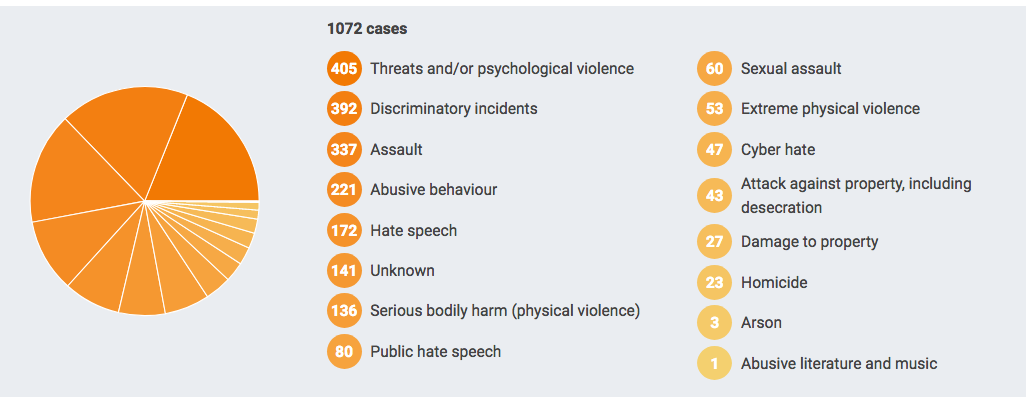 1072 cases
405 Threats and/or psychological violence
392 Discriminatory incidents
337 Assault
221 Abusive behaviour
172 Hate speech
141 Unknown
136 Serious bodily harm (physical violence)
80 Public hate speech
60 Sexual assault
53 Extreme physical violence
47 Cyber hate
43 Attack against property, including
desecration
27 Damage to property
23 Homicide
3 Arson
1 Abusive literature and music